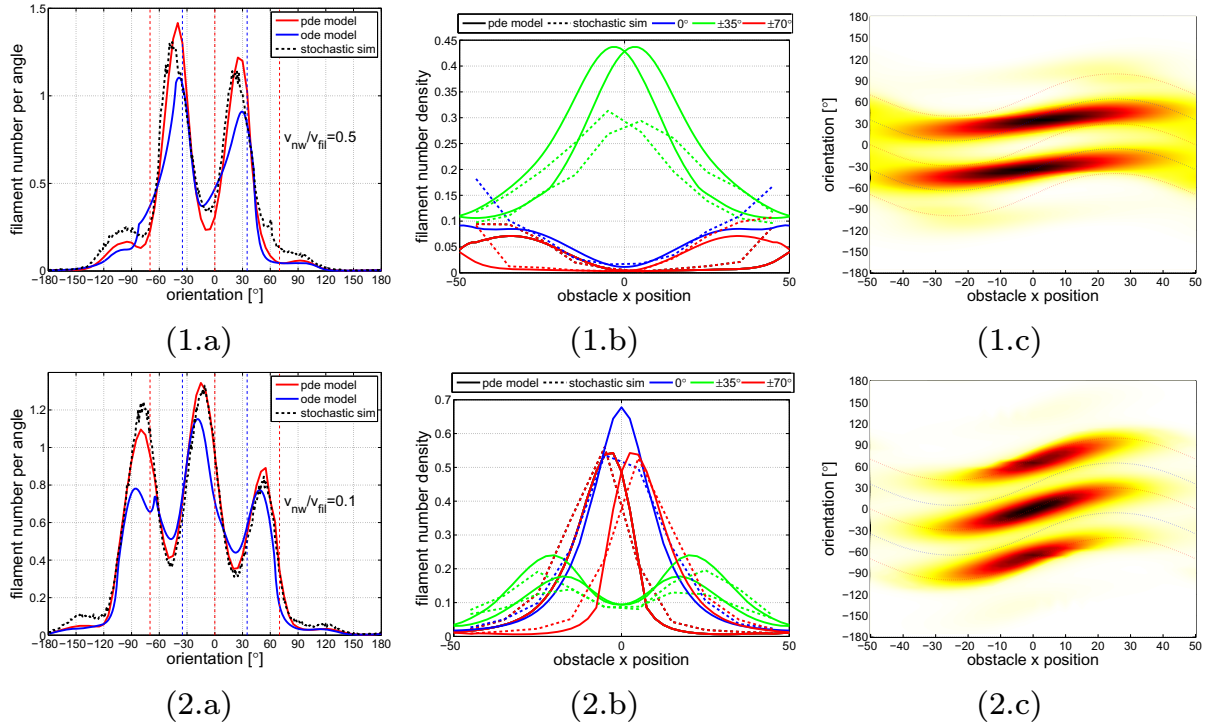 filament number per angle
1.5
1
0.5
0
-180 -150 -120 -90 -60 -30 0 30 60 90 120 150 180
orientation [°]
pde model
ode model
stochastic sim
v_nw/v_fil=0.5
(1.a)
pde model stochastic sim 0° ±35° ±70°
filament number density
0.45
0.4
0.35
0.3
0.25
0.2
0.15
0.1
0.05
0
-50 0 50
obstacle x position
(1.b)
orientation [°]
180
150
120
90
60
30
0
-30
-60
-90
-120
-150
-180
-50 -40 -30 -20 -10 0 10 20 30 40 50
obstacle x position
(1.c)
filament number per angle
1.2
1
0.8
0.6
0.4
0.2
0
-180 -150 -120 -90 -60 -30 0 30 60 90 120 150 180
orientation [°]
pde model
ode model
stochastic sim
v_nw/v_fil=0.1
(2.a)
pde model stochastic sim 0° ±35° ±70°
filament number density
0.7
0.6
0.5
0.4
0.3
0.2
0.1
0
-50 0 50
obstacle x position
(2.b)
orientation [°]
180
150
120
90
60
30
0
-30
-60
-90
-120
-150
-180
-50 -40 -30 -20 -10 0 10 20 30 40 50
obstacle x position
(2.c)